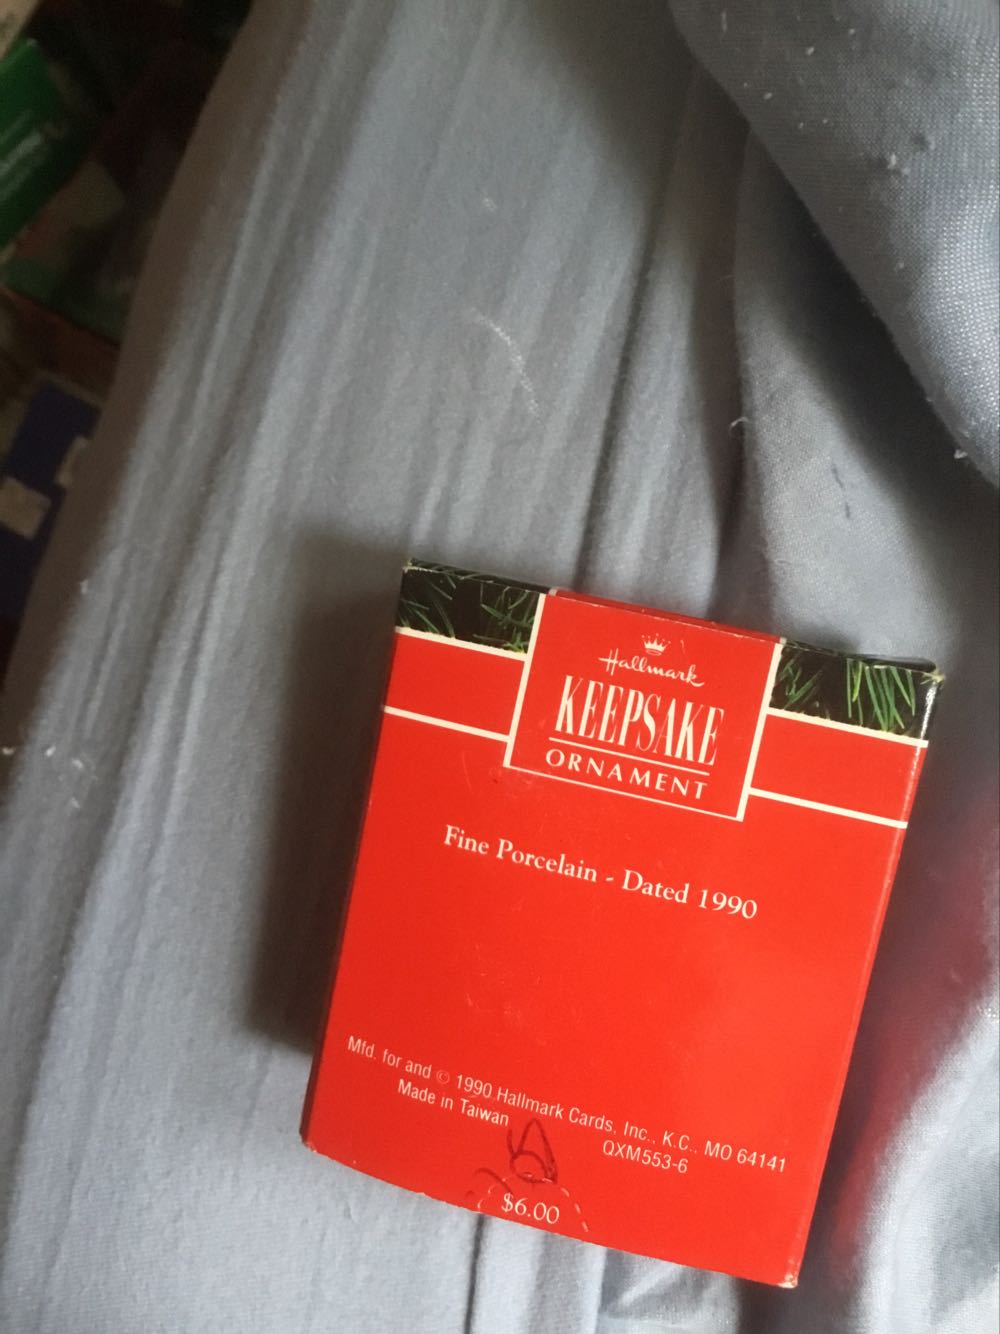 Hallmark
KEEPSAKE
ORNAMENT
Fine Porcelain - Dated 1990
Mfd. for and © 1990 Hallmark Cards, Inc., K.C., MO 64141
Made in Taiwan
QXM553-6
$6.00